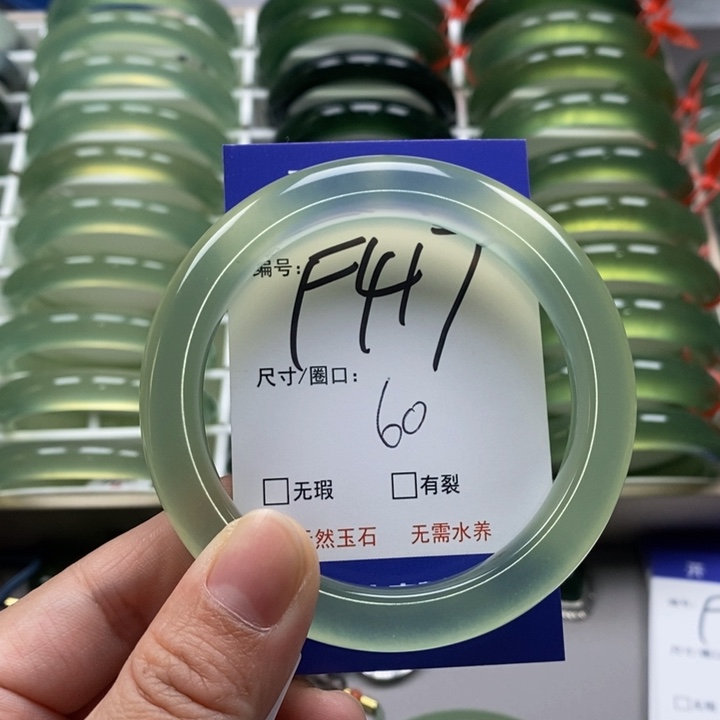 编号: F447
尺寸/圈口: 60
□无瑕 □有裂
天然玉石 无需水养